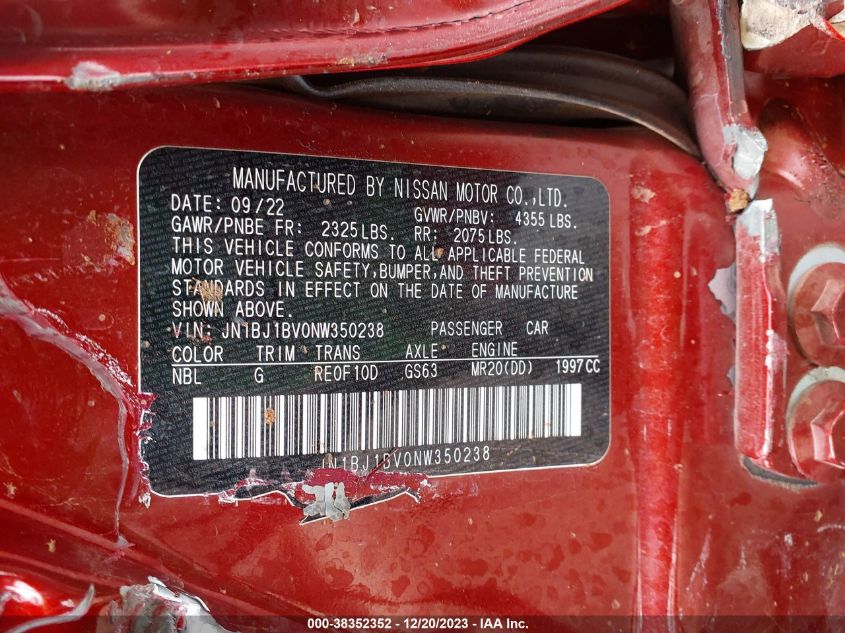 MANUFACTURED BY NISSAN MOTOR CO.,LTD.
DATE: 09/22 GVWR/PNBV: 4355 LBS.
GAWR/PNBE FR: 2325 LBS. RR: 2075 LBS.
THIS VEHICLE CONFORMS TO ALL APPLICABLE FEDERAL
MOTOR VEHICLE SAFETY,BUMPER,AND THEFT PREVENTION
STANDARDS IN EFFECT ON THE DATE OF MANUFACTURE
SHOWN ABOVE.
VIN: JN1BJ1BV0NW350238 PASSENGER CAR
COLOR TRIM TRANS AXLE ENGINE
NBL G RE0F10D GS63 MR20(DD) 1997CC
JN1BJ1BV0NW350238
000-38352352 - 12/20/2023 - IAA Inc.